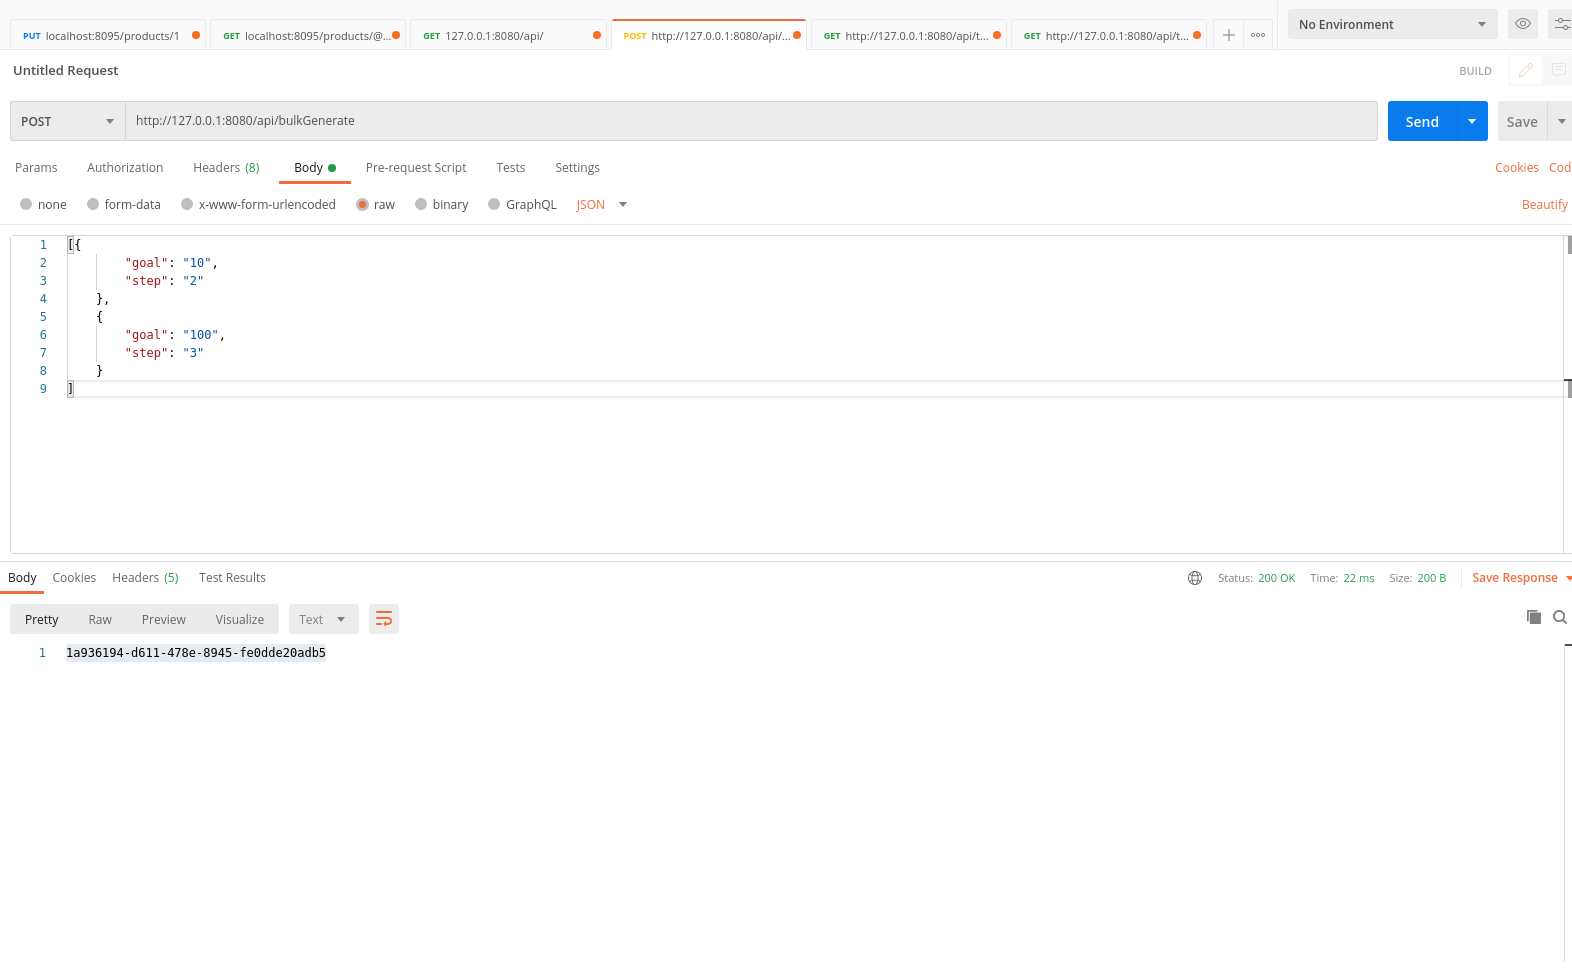 PUT localhost:8095/products/1
GET localhost:8095/products/@...
GET 127.0.0.1:8080/api/
POST http://127.0.0.1:8080/api/...
GET http://127.0.0.1:8080/api/t...
GET http://127.0.0.1:8080/api/t...
No Environment
Untitled Request
BUILD
POST
http://127.0.0.1:8080/api/bulkGenerate
Send
Save
Params
Authorization
Headers (8)
Body
Pre-request Script
Tests
Settings
Cookies
Cod
none
form-data
x-www-form-urlencoded
raw
binary
GraphQL
JSON
Beautify
1 [{
2 "goal": "10",
3 "step": "2"
4 },
5 {
6 "goal": "100",
7 "step": "3"
8 }
9 ]
Body
Cookies
Headers (5)
Test Results
Status: 200 OK
Time: 22 ms
Size: 200 B
Save Response
Pretty
Raw
Preview
Visualize
Text
1 1a936194-d611-478e-8945-fe0dde20adb5